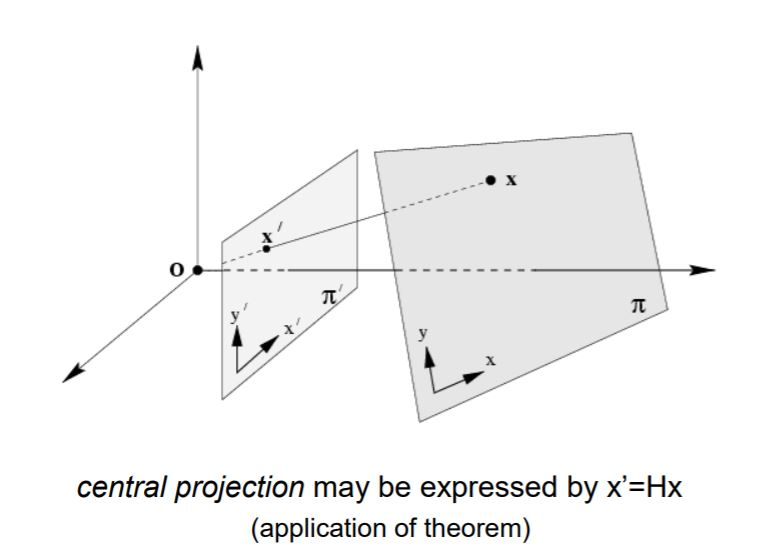 x
x ′
O
π ′
y ′
x ′
π
y
x
central projection may be expressed by x’=Hx
(application of theorem)